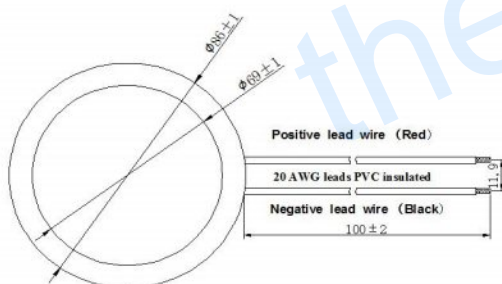 the
Φ86±1
Φ69±1
Positive lead wire (Red)
20 AWG leads PVC insulated
11.9
Negative lead wire (Black)
100±2